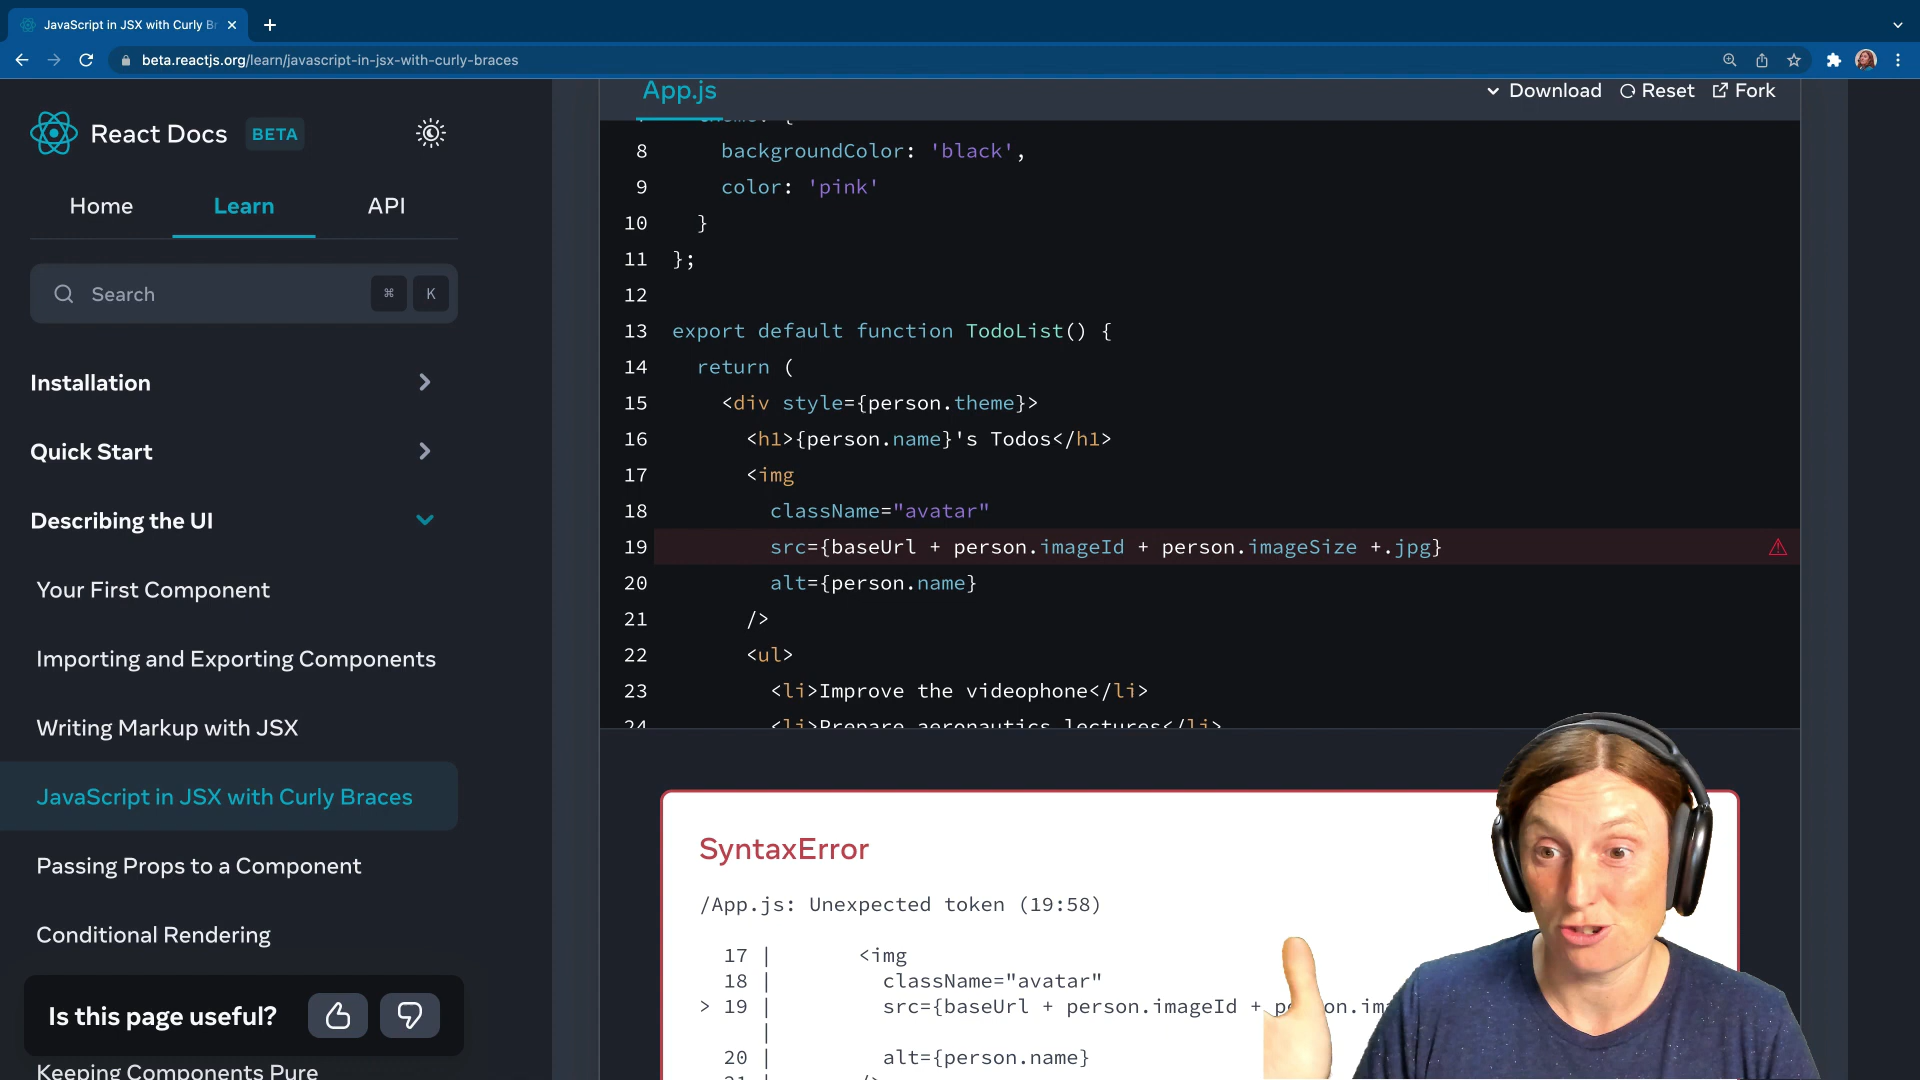 JavaScript in JSX with Curly Br
beta.reactjs.org/learn/javascript-in-jsx-with-curly-braces
React Docs BETA
Home Learn API
Search ⌘ K
Installation
Quick Start
Describing the UI
Your First Component
Importing and Exporting Components
Writing Markup with JSX
JavaScript in JSX with Curly Braces
Passing Props to a Component
Conditional Rendering
Is this page useful?
Keeping Components Pure
App.js
Download Reset Fork
8 backgroundColor: 'black',
9 color: 'pink'
10 }
11 };
12
13 export default function TodoList() {
14 return (
15 <div style={person.theme}>
16 <h1>{person.name}'s Todos</h1>
17 <img
18 className="avatar"
19 src={baseUrl + person.imageId + person.imageSize +.jpg}
20 alt={person.name}
21 />
22 <ul>
23 <li>Improve the videophone</li>
24 <li>Prepare aeronautics lectures</li>
SyntaxError
/App.js: Unexpected token (19:58)
17 | <img
18 | className="avatar"
> 19 | src={baseUrl + person.imageId +
|
20 | alt={person.name}